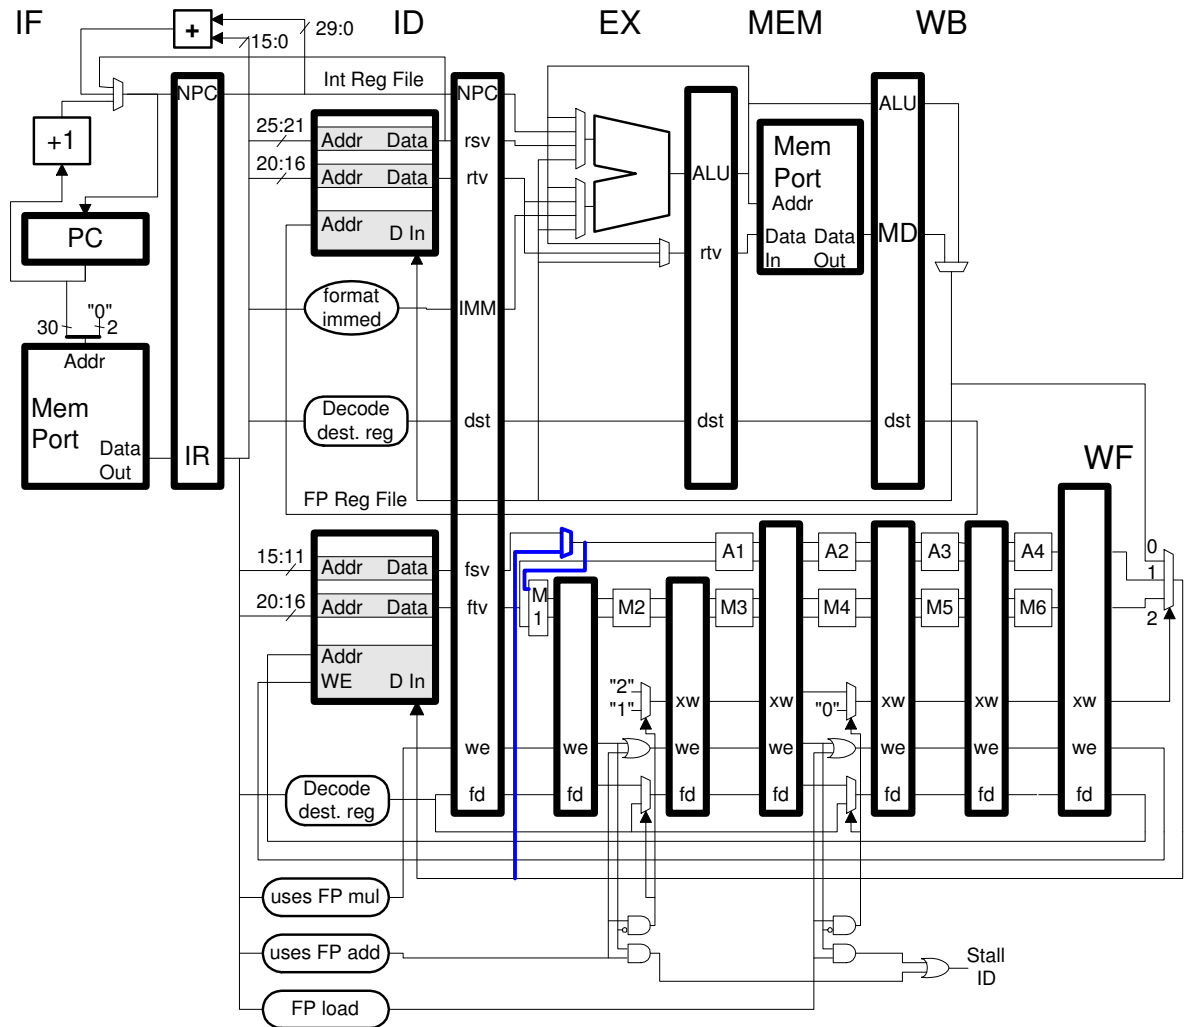 IF
ID
EX
MEM
WB
+
29:0
15:0
Int Reg File
NPC
NPC
ALU
+1
25:21
Addr
Data
rsv
20:16
Addr
Data
rtv
ALU
Mem
Port
Addr
PC
Addr
D In
rtv
Data
In
Data
Out
MD
format
immed
IMM
"0"
30
2
Addr
Mem
Port
Data
Out
IR
Decode
dest. reg
dst
dst
dst
WF
FP Reg File
15:11
Addr
Data
fsv
A1
A2
A3
A4
0
1
2
20:16
Addr
Data
ftv
M
1
M2
M3
M4
M5
M6
Addr
WE
D In
"2"
"1"
xw
xw
"0"
xw
xw
xw
we
we
we
we
we
we
we
Decode
dest. reg
fd
fd
fd
fd
fd
fd
fd
uses FP mul
uses FP add
FP load
Stall
ID